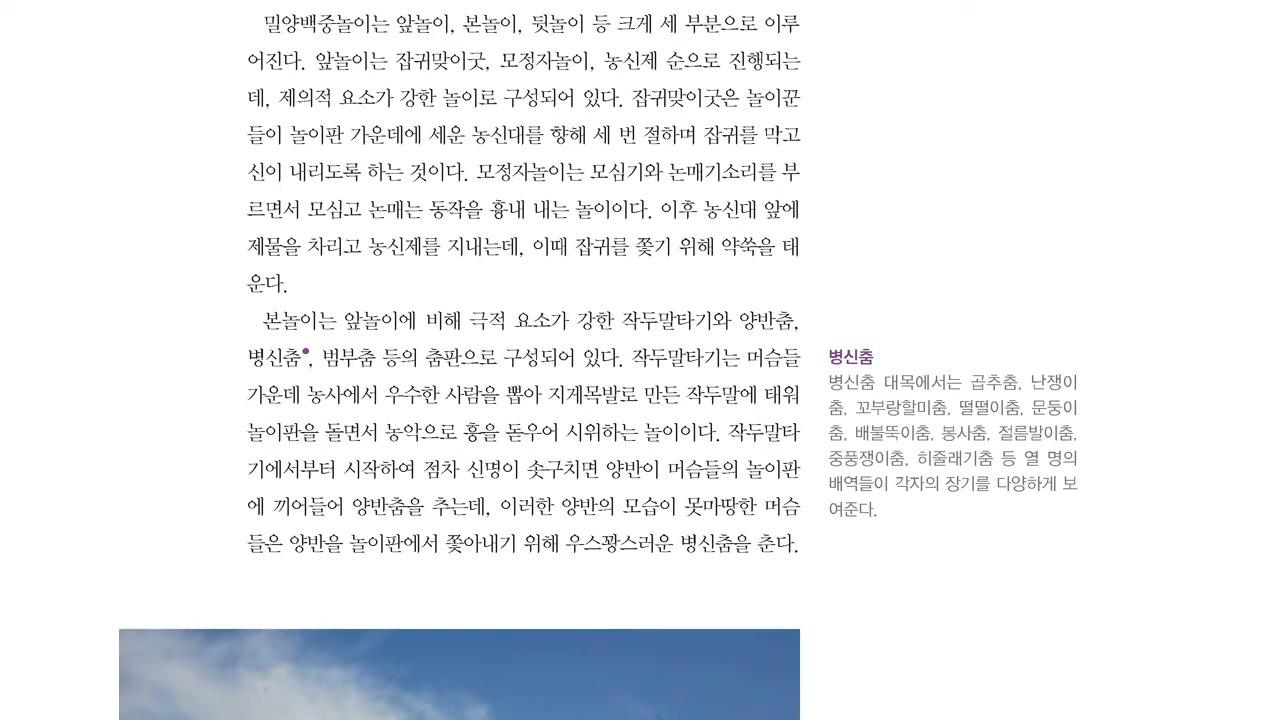 밀양백중놀이는 앞놀이, 본놀이, 뒷놀이 등 크게 세 부분으로 이루
어진다. 앞놀이는 잡귀맞이굿, 모정자놀이, 농신제 순으로 진행되는
데, 제의적 요소가 강한 놀이로 구성되어 있다. 잡귀맞이굿은 놀이꾼
들이 놀이판 가운데에 세운 농신대를 향해 세 번 절하며 잡귀를 막고
신이 내리도록 하는 것이다. 모정자놀이는 모심기와 논매기소리를 부
르면서 모심고 논매는 동작을 흉내 내는 놀이이다. 이후 농신대 앞에
제물을 차리고 농신제를 지내는데, 이때 잡귀를 쫓기 위해 약쑥을 태
운다.
본놀이는 앞놀이에 비해 극적 요소가 강한 작두말타기와 양반춤,
병신춤●, 범부춤 등의 춤판으로 구성되어 있다. 작두말타기는 머슴들
가운데 농사에서 우수한 사람을 뽑아 지게목발로 만든 작두말에 태워
놀이판을 돌면서 농악으로 흥을 돋우어 시위하는 놀이이다. 작두말타
기에서부터 시작하여 점차 신명이 솟구치면 양반이 머슴들의 놀이판
에 끼어들어 양반춤을 추는데, 이러한 양반의 모습이 못마땅한 머슴
들은 양반을 놀이판에서 쫓아내기 위해 우스꽝스러운 병신춤을 춘다.
병신춤
병신춤 대목에서는 곱추춤, 난쟁이
춤, 꼬부랑할미춤, 떨떨이춤, 문둥이
춤, 배불뚝이춤, 봉사춤, 절름발이춤,
중풍쟁이춤, 히줄래기춤 등 열 명의
배역들이 각자의 장기를 다양하게 보
여준다.